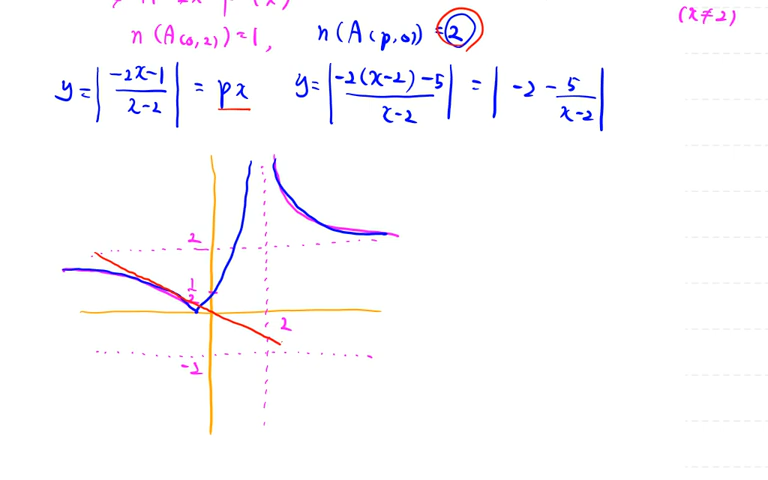 (x≠2)
n(A(0,2))=1, n(A(p,0))=2
y=|(-2x-1)/(x-2)|=px y=|(-2(x-2)-5)/(x-2)|=|-2-5/(x-2)|
2
1/2
2
-2